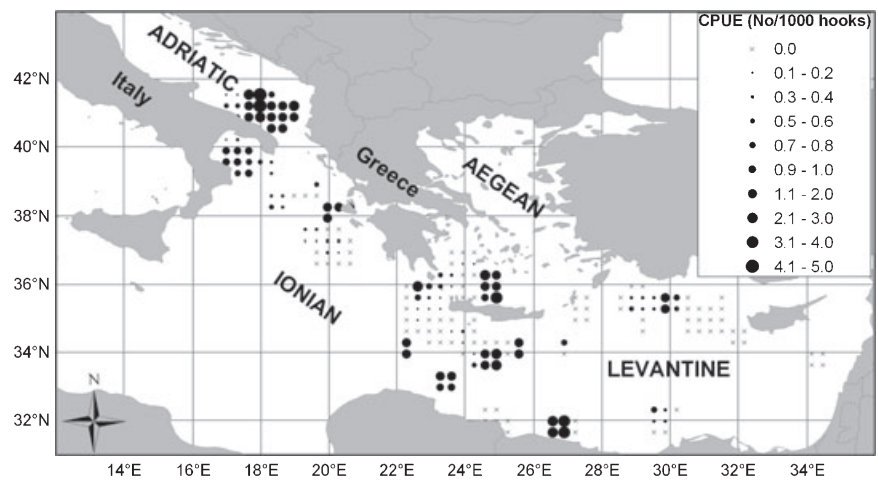 CPUE (No/1000 hooks)
0.0
0.1 - 0.2
0.3 - 0.4
0.5 - 0.6
0.7 - 0.8
0.9 - 1.0
1.1 - 2.0
2.1 - 3.0
3.1 - 4.0
4.1 - 5.0
ADRIATIC
Italy
Greece
AEGEAN
IONIAN
LEVANTINE
N
42°N
40°N
38°N
36°N
34°N
32°N
14°E 16°E 18°E 20°E 22°E 24°E 26°E 28°E 30°E 32°E 34°E